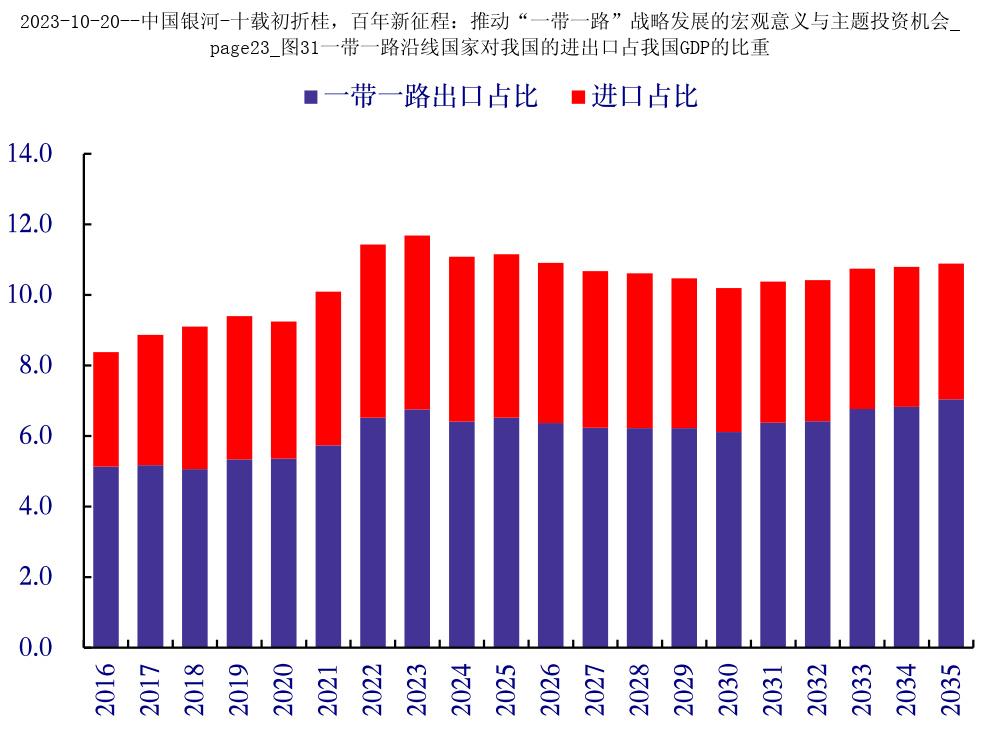 2023-10-20--中国银河-十载初折桂，百年新征程：推动“一带一路”战略发展的宏观意义与主题投资机会_
page23_图31一带一路沿线国家对我国的进出口占我国GDP的比重
一带一路出口占比 进口占比
14.0
12.0
10.0
8.0
6.0
4.0
2.0
0.0
2016 2017 2018 2019 2020 2021 2022 2023 2024 2025 2026 2027 2028 2029 2030 2031 2032 2033 2034 2035